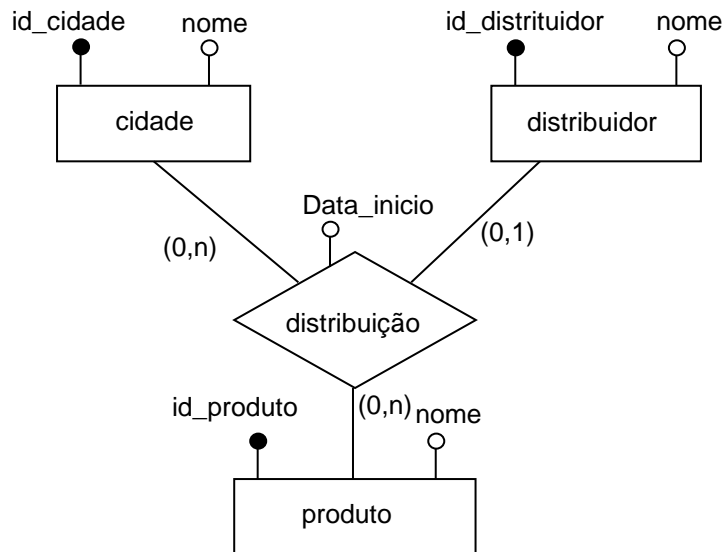 id_cidade
nome
id_distrituidor
nome
cidade
distribuidor
Data_inicio
(0,n)
(0,1)
distribuição
id_produto
(0,n)
nome
produto